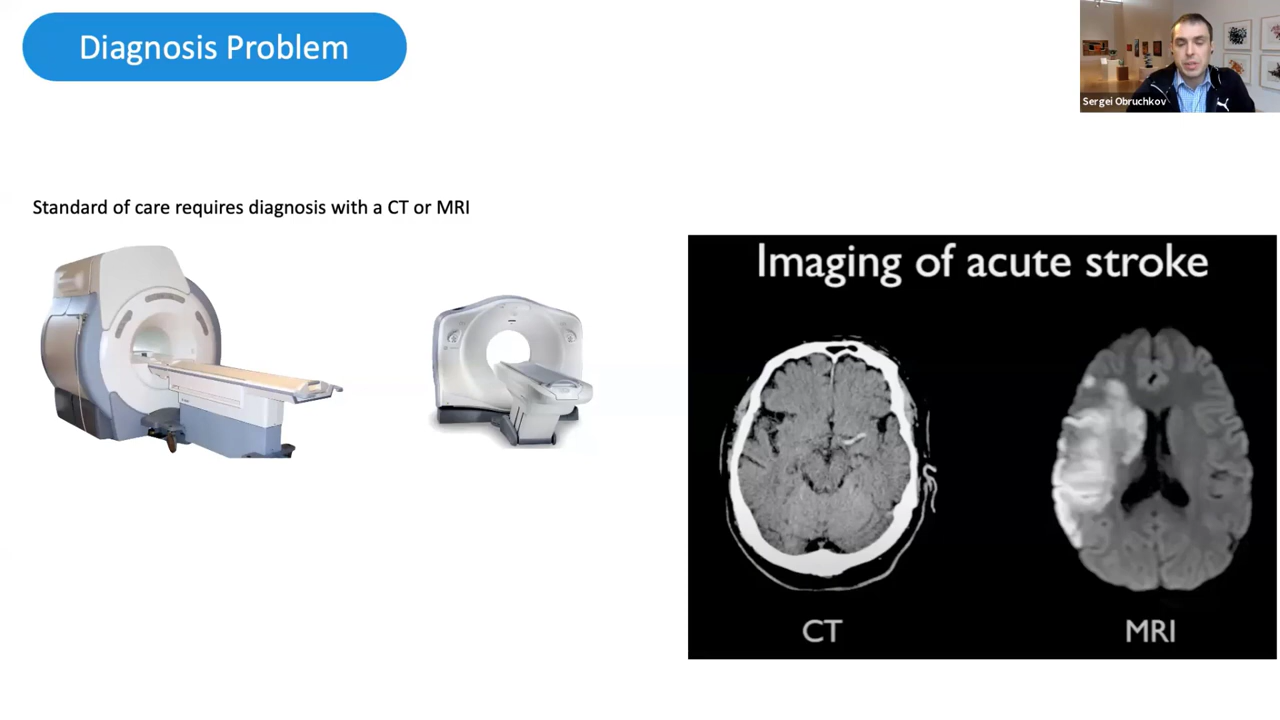 Diagnosis Problem
Sergei Obruchkov
Standard of care requires diagnosis with a CT or MRI
Imaging of acute stroke
CT
MRI